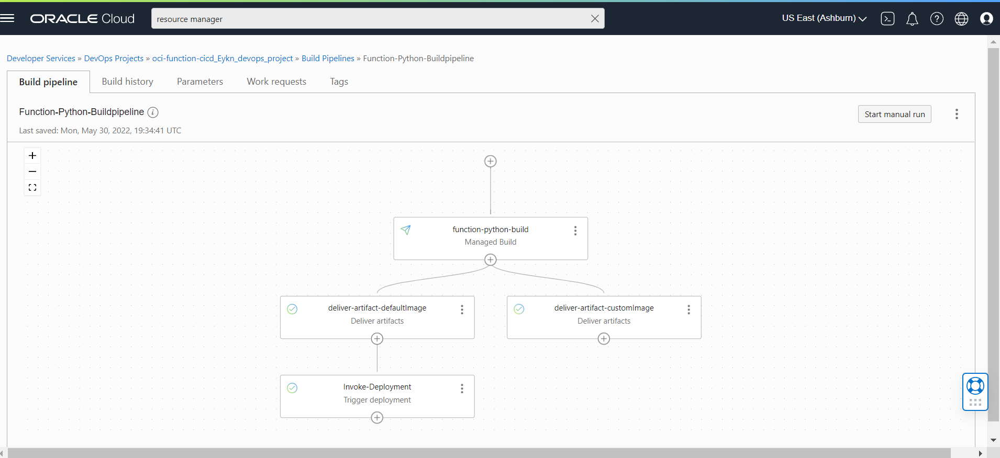 ORACLE Cloud
resource manager
US East (Ashburn)
Developer Services » DevOps Projects » oci-function-cicd_Eykn_devops_project » Build Pipelines » Function-Python-Buildpipeline
Build pipeline
Build history
Parameters
Work requests
Tags
Function-Python-Buildpipeline
Start manual run
Last saved: Mon, May 30, 2022, 19:34:41 UTC
function-python-build
Managed Build
deliver-artifact-defaultImage
Deliver artifacts
deliver-artifact-customImage
Deliver artifacts
Invoke-Deployment
Trigger deployment